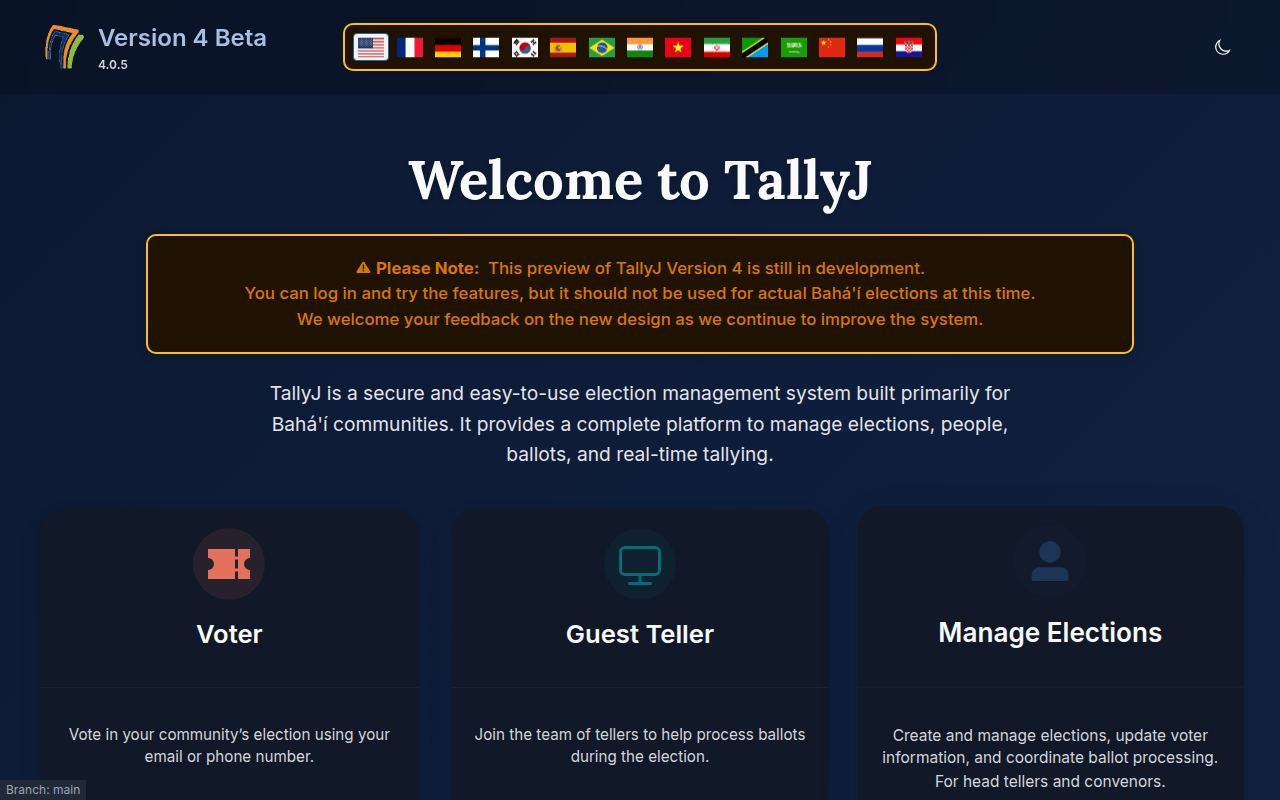 Version 4 Beta
4.0.5
Welcome to TallyJ
Please Note: This preview of TallyJ Version 4 is still in development.
You can log in and try the features, but it should not be used for actual Bahá'í elections at this time.
We welcome your feedback on the new design as we continue to improve the system.
TallyJ is a secure and easy-to-use election management system built primarily for
Bahá'í communities. It provides a complete platform to manage elections, people,
ballots, and real-time tallying.
Voter
Vote in your community’s election using your
email or phone number.
Guest Teller
Join the team of tellers to help process ballots
during the election.
Manage Elections
Create and manage elections, update voter
information, and coordinate ballot processing.
For head tellers and convenors.
Branch: main